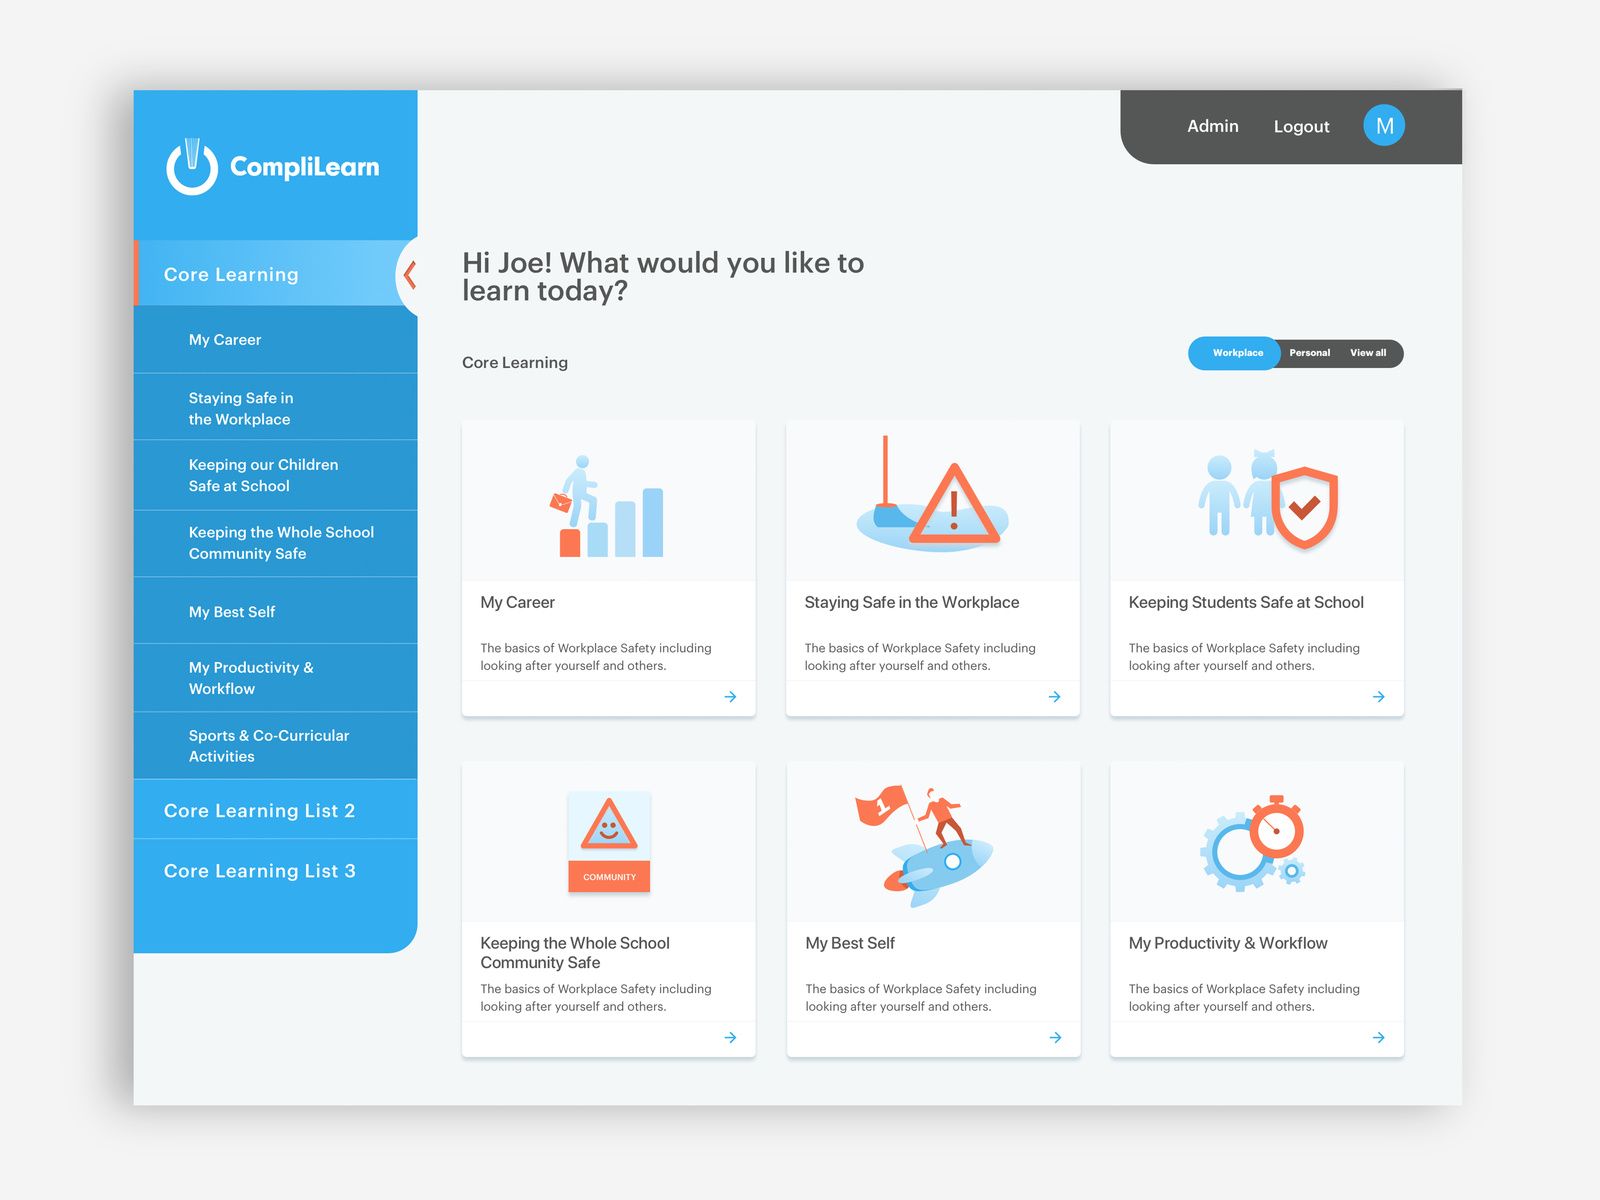 CompliLearn
Admin
Logout
M
Core Learning
My Career
Staying Safe in
the Workplace
Keeping our Children
Safe at School
Keeping the Whole School
Community Safe
My Best Self
My Productivity &
Workflow
Sports & Co-Curricular
Activities
Core Learning List 2
Core Learning List 3
Hi Joe! What would you like to
learn today?
Core Learning
Workplace
Personal
View all
My Career
The basics of Workplace Safety including
looking after yourself and others.
!
Staying Safe in the Workplace
The basics of Workplace Safety including
looking after yourself and others.
Keeping Students Safe at School
The basics of Workplace Safety including
looking after yourself and others.
COMMUNITY
Keeping the Whole School
Community Safe
The basics of Workplace Safety including
looking after yourself and others.
1
My Best Self
The basics of Workplace Safety including
looking after yourself and others.
My Productivity & Workflow
The basics of Workplace Safety including
looking after yourself and others.